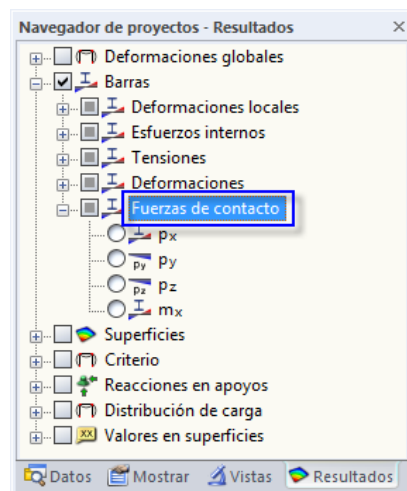 Navegador de proyectos - Resultados
Deformaciones globales
Barras
Deformaciones locales
Esfuerzos internos
Tensiones
Deformaciones
Fuerzas de contacto
px
py py
pz pz
mx
Superficies
Criterio
Reacciones en apoyos
Distribución de carga
xx Valores en superficies
Datos Mostrar Vistas Resultados